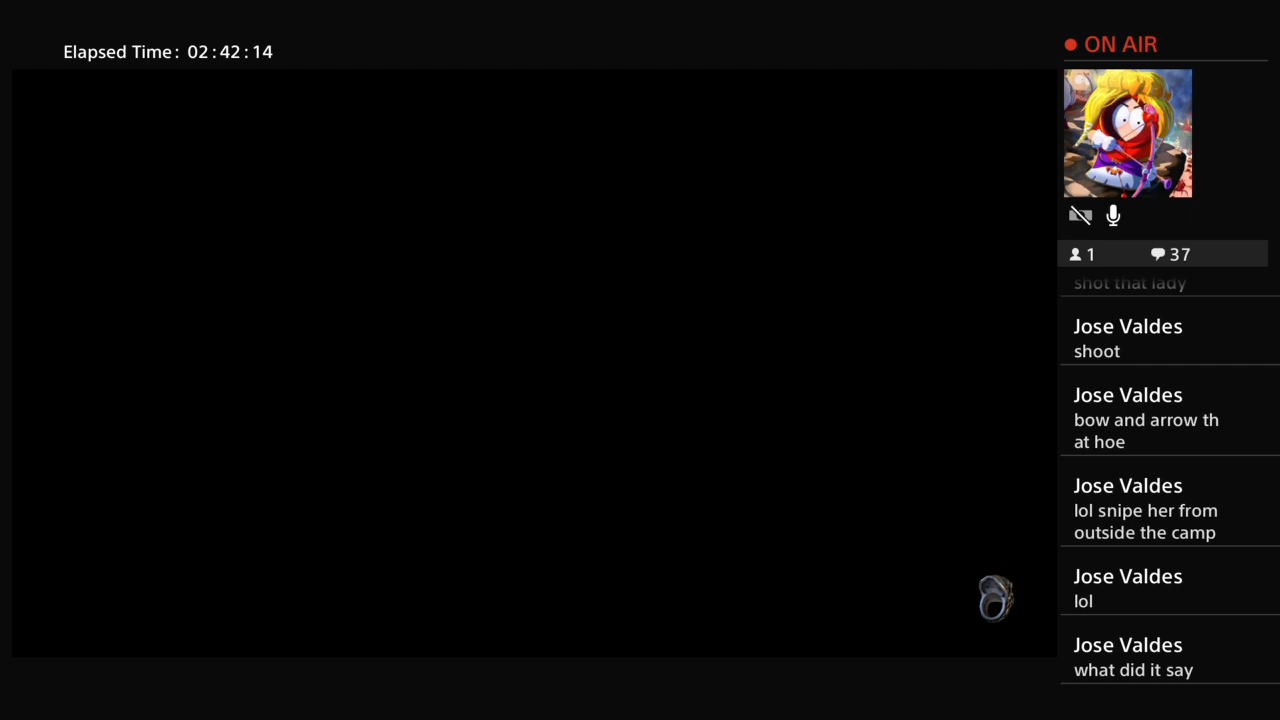 Elapsed Time: 02:42:14
ON AIR
1
37
shot that lady
Jose Valdes
shoot
Jose Valdes
bow and arrow th
at hoe
Jose Valdes
lol snipe her from
outside the camp
Jose Valdes
lol
Jose Valdes
what did it say